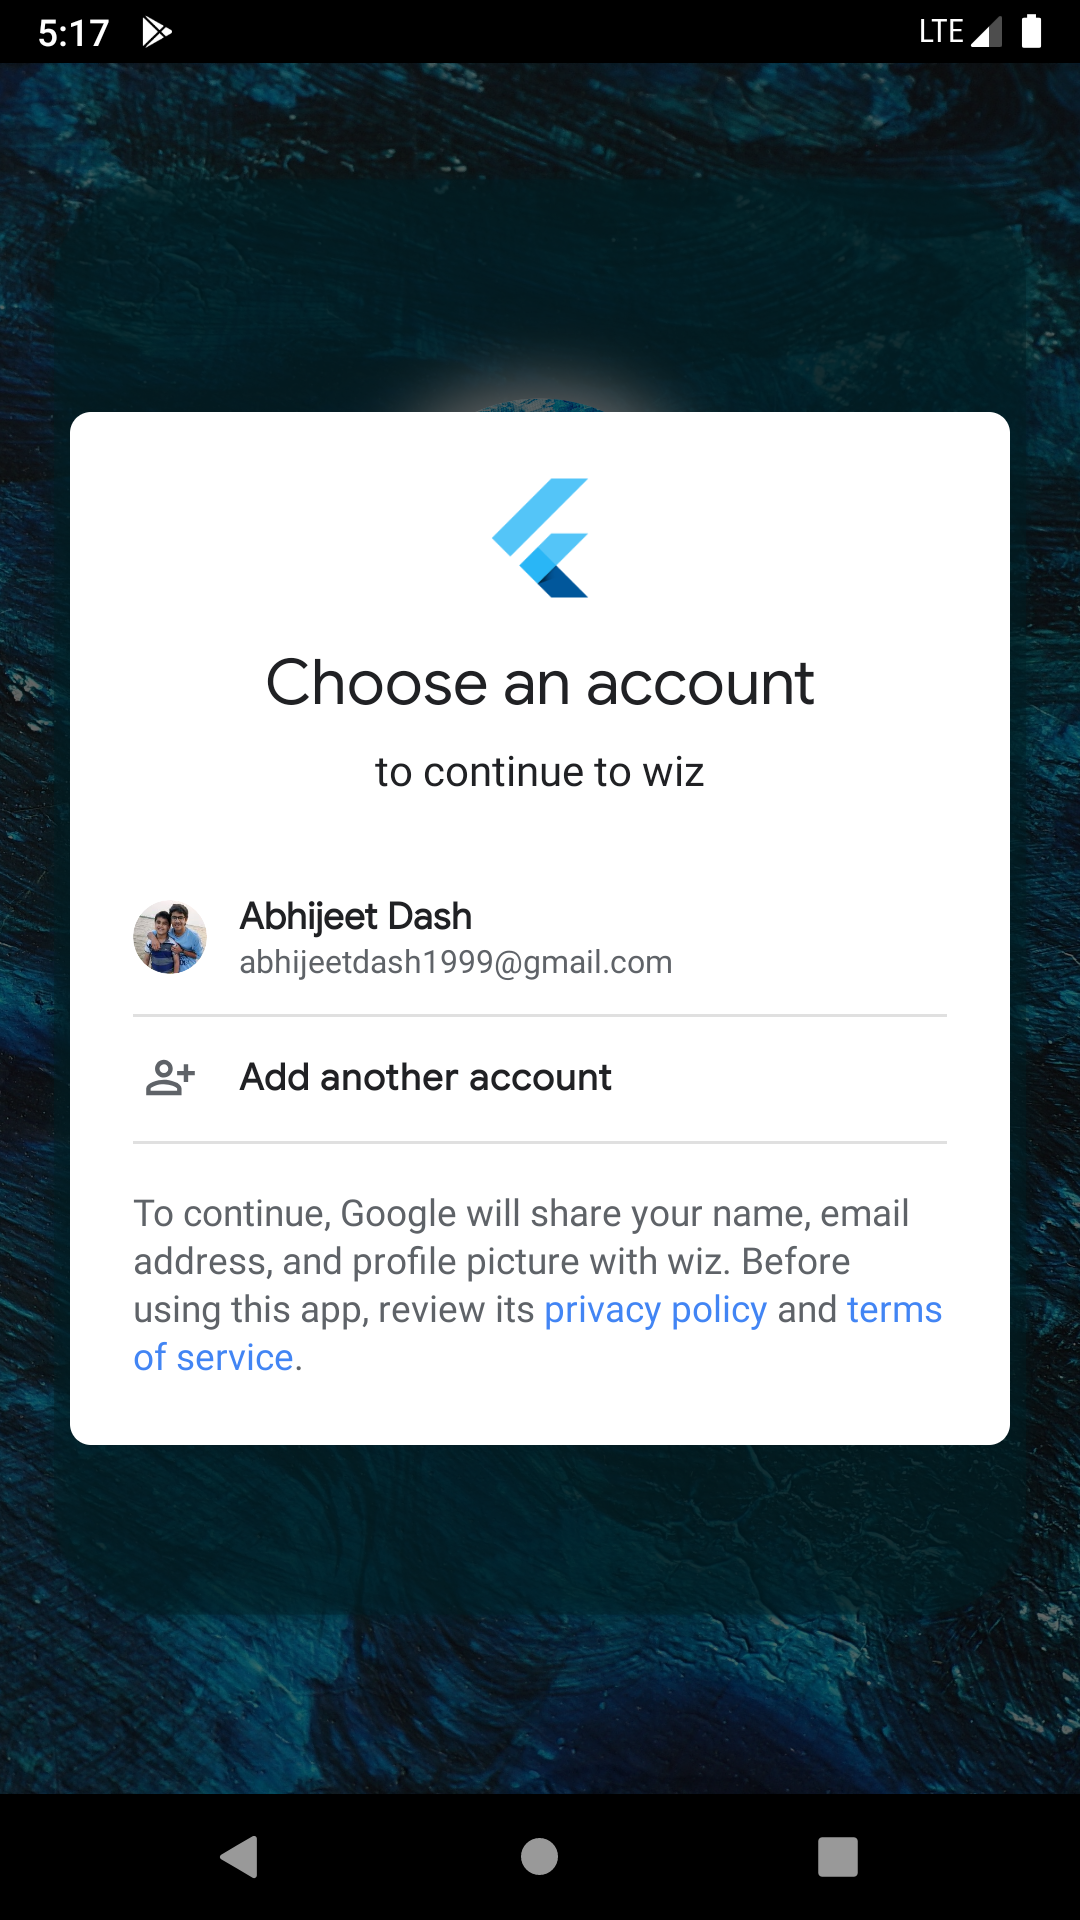 5:17
LTE
Choose an account
to continue to wiz
Abhijeet Dash
abhijeetdash1999@gmail.com
Add another account
To continue, Google will share your name, email
address, and profile picture with wiz. Before
using this app, review its privacy policy and terms
of service.